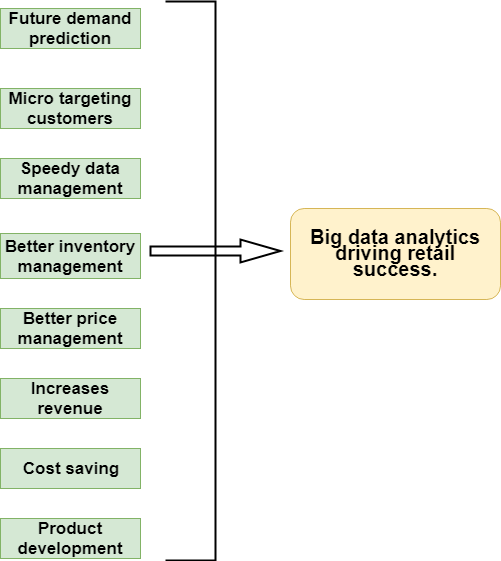 Future demand
prediction
Micro targeting
customers
Speedy data
management
Better inventory
management
Better price
management
Increases
revenue
Cost saving
Product
development
Big data analytics
driving retail
success.